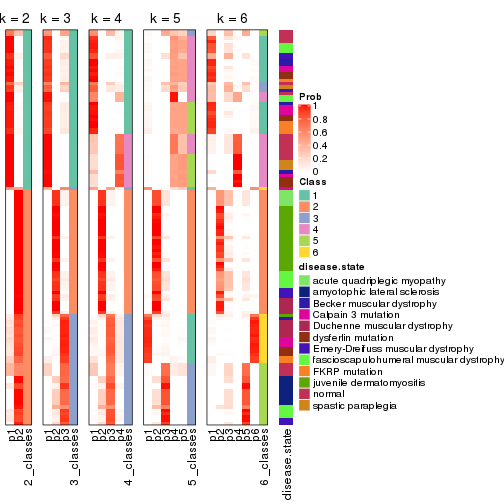 k = 2 k = 3 k = 4 k = 5 k = 6
Prob
1
0.8
0.6
0.4
0.2
0
Class
1
2
3
4
5
6
disease.state
acute quadriplegic myopathy
amyotophic lateral sclerosis
Becker muscular dystrophy
Calpain 3 mutation
Duchenne muscular dystrophy
dysferlin mutation
Emery-Dreifuss muscular dystrophy
fascioscapulohumeral muscular dystrophy
FKRP mutation
juvenile dermatomyositis
normal
spastic paraplegia
p1 p2 2_classes p1 p2 p3 3_classes p1 p2 p3 p4 4_classes p1 p2 p3 p4 p5 5_classes p1 p2 p3 p4 p5 p6 6_classes disease.state